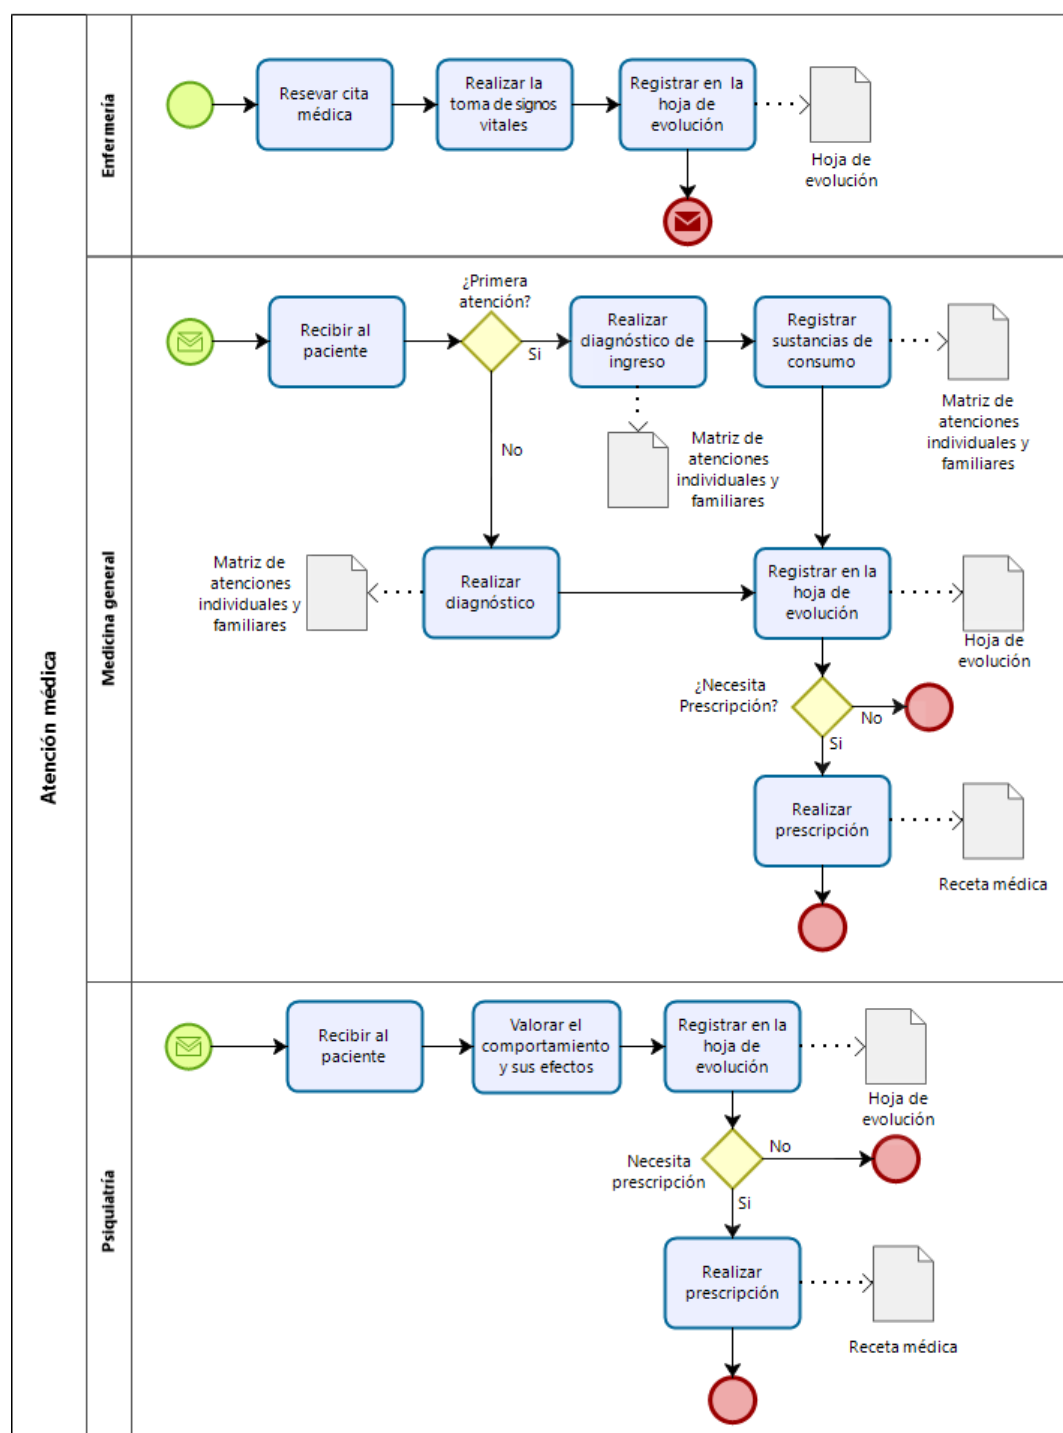 Atención médica
Enfermería
Resevar cita
médica
Realizar la
toma de signos
vitales
Registrar en la
hoja de
evolución
Hoja de
evolución
Medicina general
Recibir al
paciente
¿Primera
atención?
Si
No
Realizar
diagnóstico de
ingreso
Registrar
sustancias de
consumo
Matriz de
atenciones
individuales y
familiares
Matriz de
atenciones
individuales y
familiares
Matriz de
atenciones
individuales y
familiares
Realizar
diagnóstico
Registrar en la
hoja de
evolución
Hoja de
evolución
¿Necesita
Prescripción?
No
Si
Realizar
prescripción
Receta médica
Psiquiatría
Recibir al
paciente
Valorar el
comportamiento
y sus efectos
Registrar en la
hoja de
evolución
Hoja de
evolución
Necesita
prescripción
No
Si
Realizar
prescripción
Receta médica